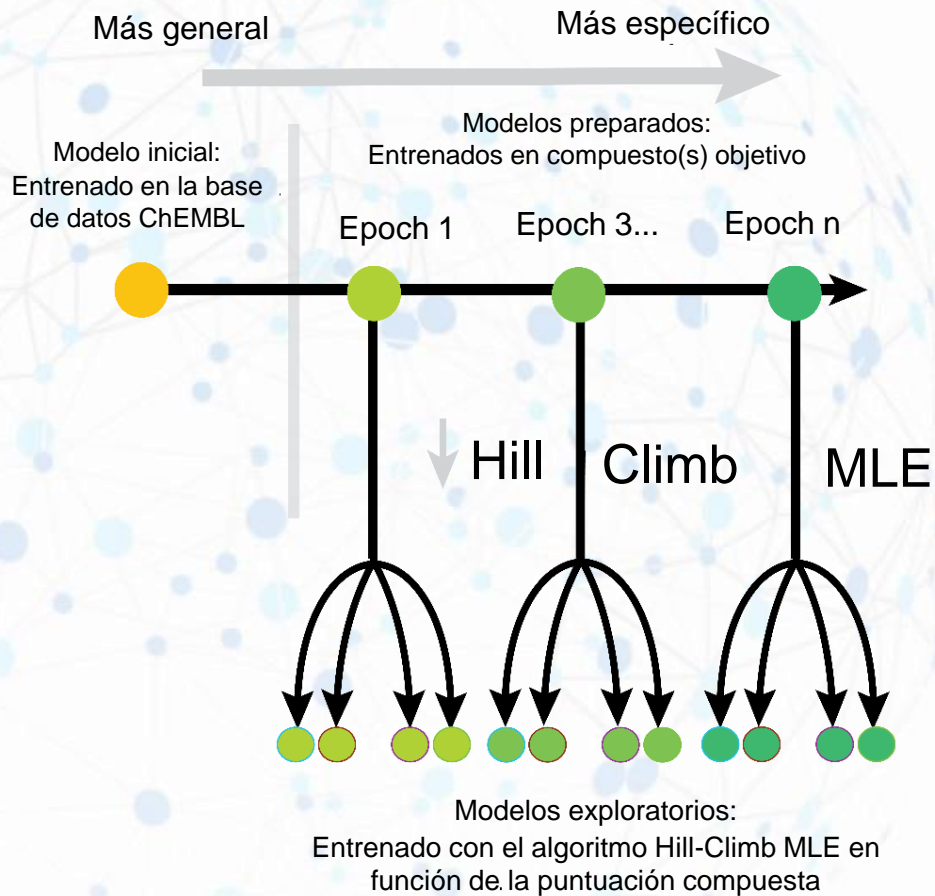 Más general
Más específico
Modelos preparados:
Entrenados en compuesto(s) objetivo
Modelo inicial:
Entrenado en la base
de datos ChEMBL
Epoch 1
Epoch 3...
Epoch n
Hill
Climb
MLE
Modelos exploratorios:
Entrenado con el algoritmo Hill-Climb MLE en
función de la puntuación compuesta